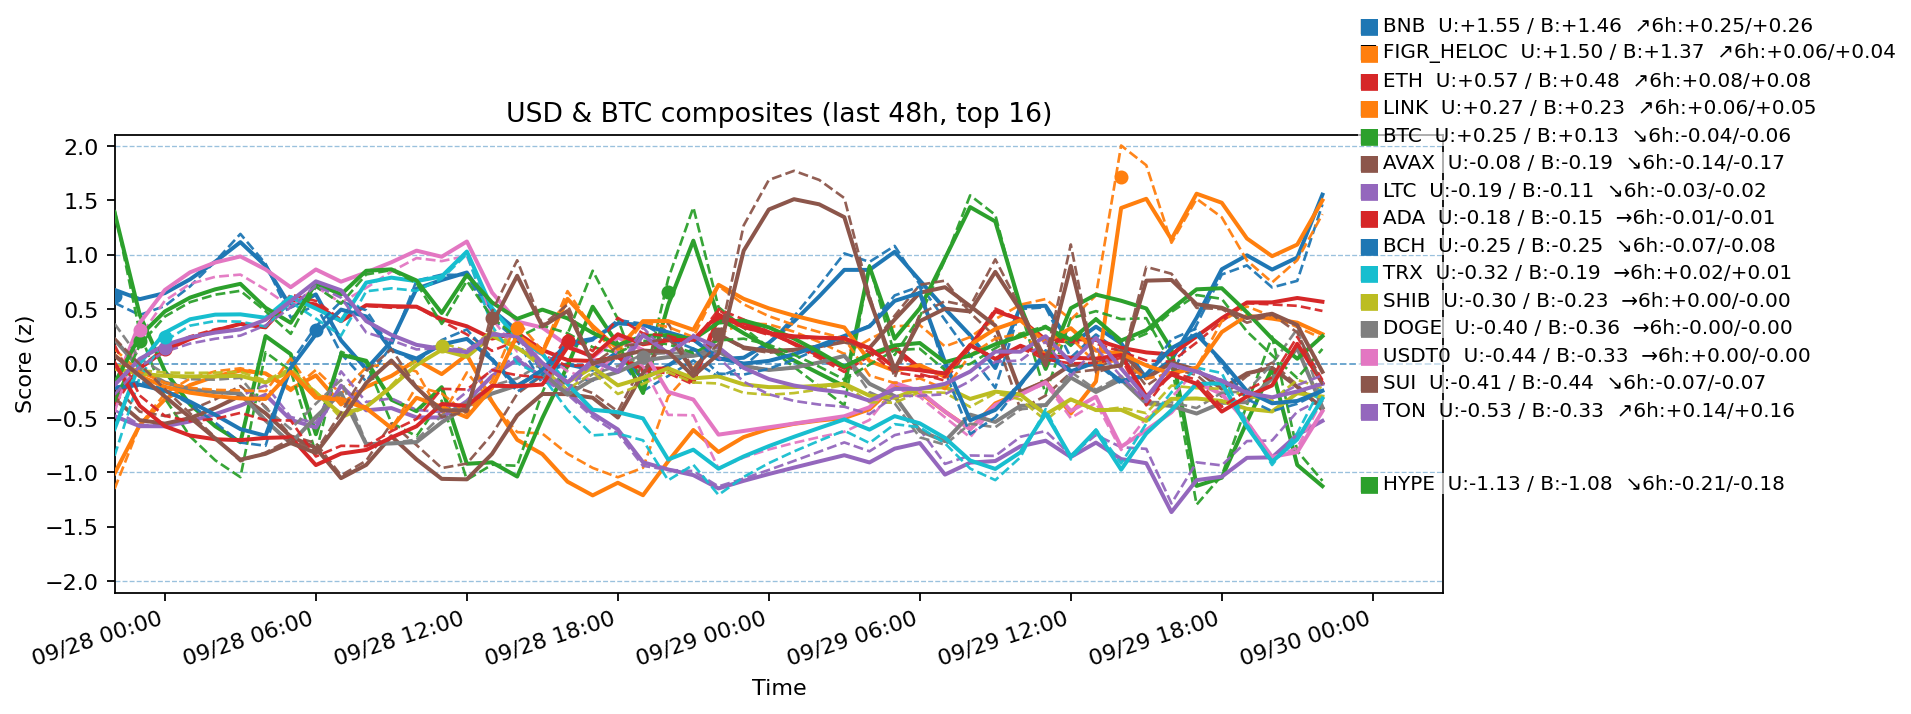 BNB  U:+1.55 / B:+1.46  ↗6h:+0.25/+0.26
FIGR_HELOC  U:+1.50 / B:+1.37  ↗6h:+0.06/+0.04
ETH  U:+0.57 / B:+0.48  ↗6h:+0.08/+0.08
LINK  U:+0.27 / B:+0.23  ↗6h:+0.06/+0.05
BTC  U:+0.25 / B:+0.13  ↘6h:-0.04/-0.06
AVAX  U:-0.08 / B:-0.19  ↘6h:-0.14/-0.17
LTC  U:-0.19 / B:-0.11  ↘6h:-0.03/-0.02
ADA  U:-0.18 / B:-0.15  →6h:-0.01/-0.01
BCH  U:-0.25 / B:-0.25  ↘6h:-0.07/-0.08
TRX  U:-0.32 / B:-0.19  →6h:+0.02/+0.01
SHIB  U:-0.30 / B:-0.23  →6h:+0.00/-0.00
DOGE  U:-0.40 / B:-0.36  →6h:-0.00/-0.00
USDT0  U:-0.44 / B:-0.33  →6h:+0.00/-0.00
SUI  U:-0.41 / B:-0.44  ↘6h:-0.07/-0.07
TON  U:-0.53 / B:-0.33  ↗6h:+0.14/+0.16
HYPE  U:-1.13 / B:-1.08  ↘6h:-0.21/-0.18
USD & BTC composites (last 48h, top 16)
Score (z)
2.0
1.5
1.0
0.5
0.0
−0.5
−1.0
−1.5
−2.0
09/28 00:00
09/28 06:00
09/28 12:00
09/28 18:00
09/29 00:00
09/29 06:00
09/29 12:00
09/29 18:00
09/30 00:00
Time